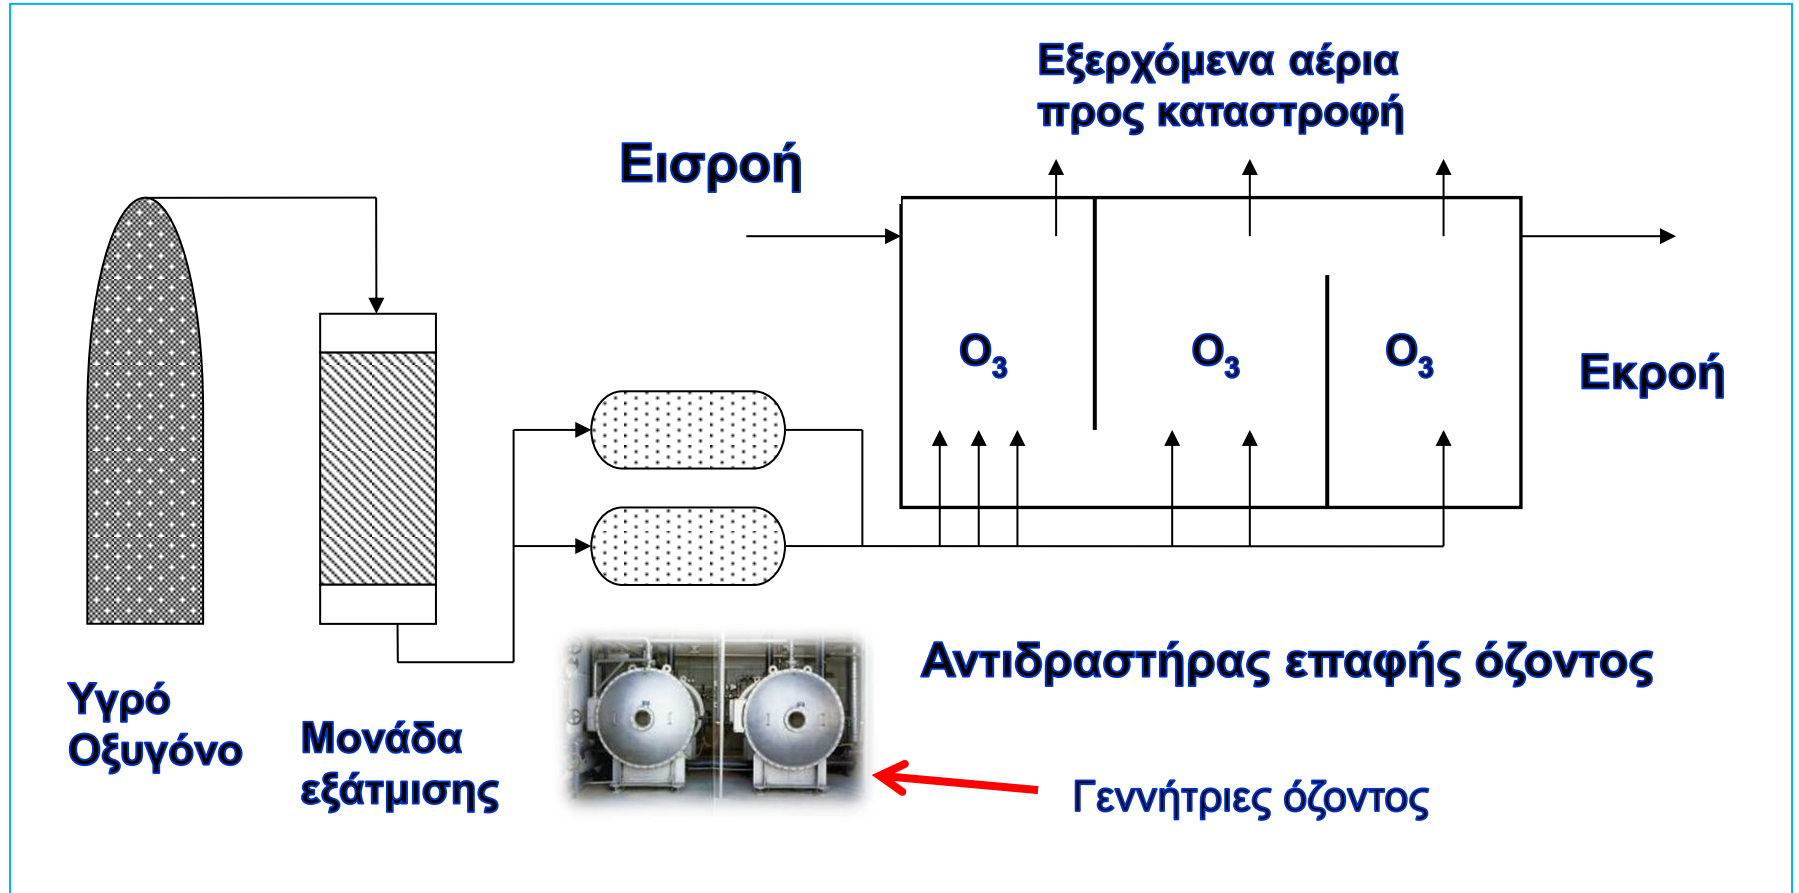 Εξερχόμενα αέρια
προς καταστροφή
Εισροή
O3
O3
O3
Εκροή
Αντιδραστήρας επαφής όζοντος
Υγρό
Οξυγόνο
Μονάδα
εξάτμισης
Γεννήτριες όζοντος